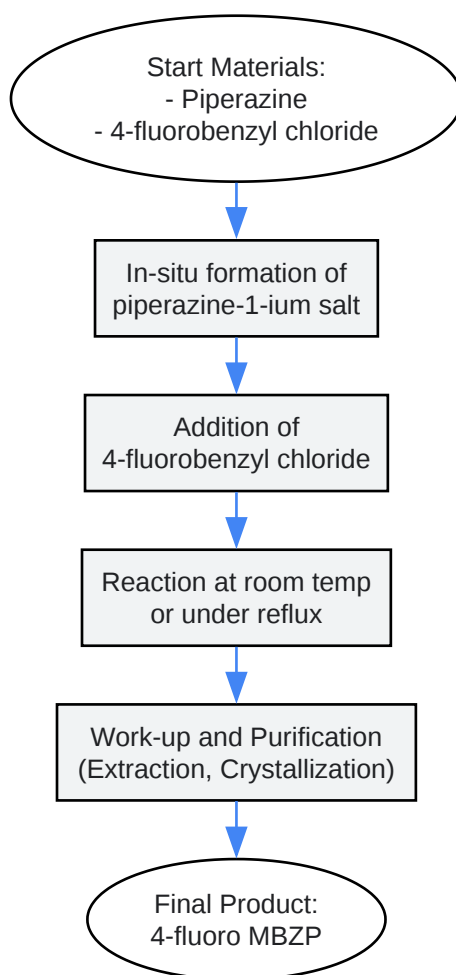 Start Materials:
- Piperazine
- 4-fluorobenzyl chloride
In-situ formation of
piperazine-1-ium salt
Addition of
4-fluorobenzyl chloride
Reaction at room temp
or under reflux
Work-up and Purification
(Extraction, Crystallization)
Final Product:
4-fluoro MBZP